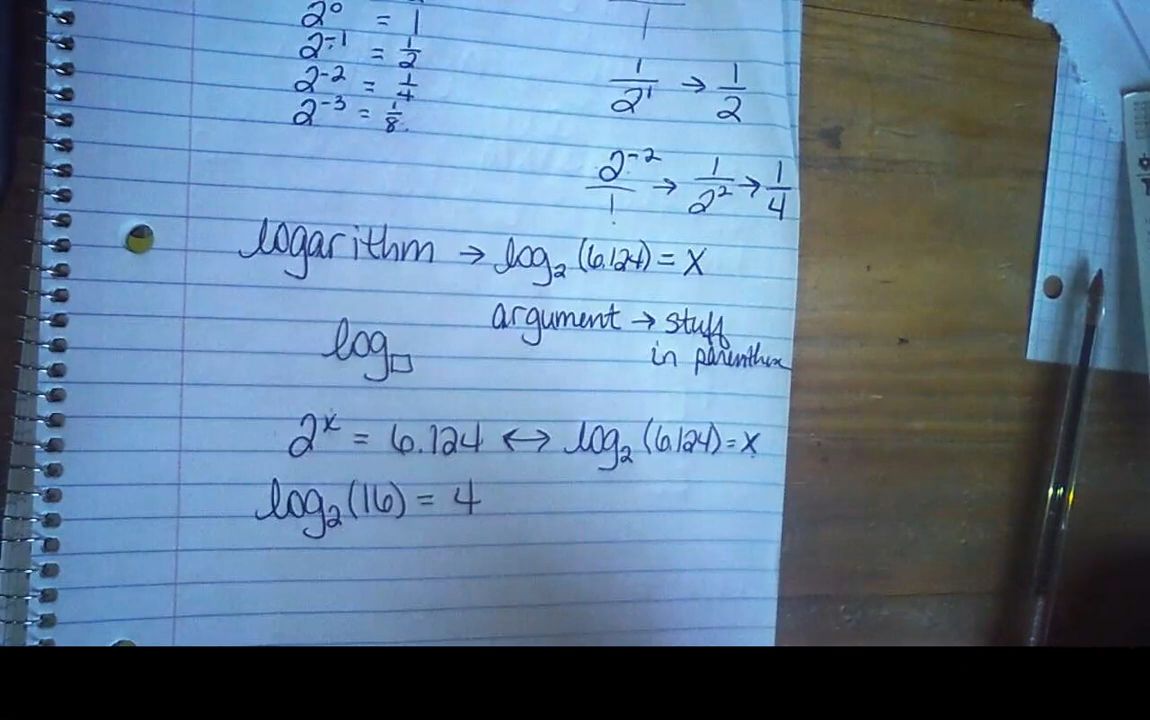 2⁰ = 1
2⁻¹ = 1/2
2⁻² = 1/4
2⁻³ = 1/8
1
1/2¹ → 1/2
2⁻²/1 → 1/2² → 1/4
logarithm → log₂(6.124) = x
argument → stuff
in parenthex
log□
2ˣ = 6.124 ↔ log₂(6.124) = x
log₂(16) = 4